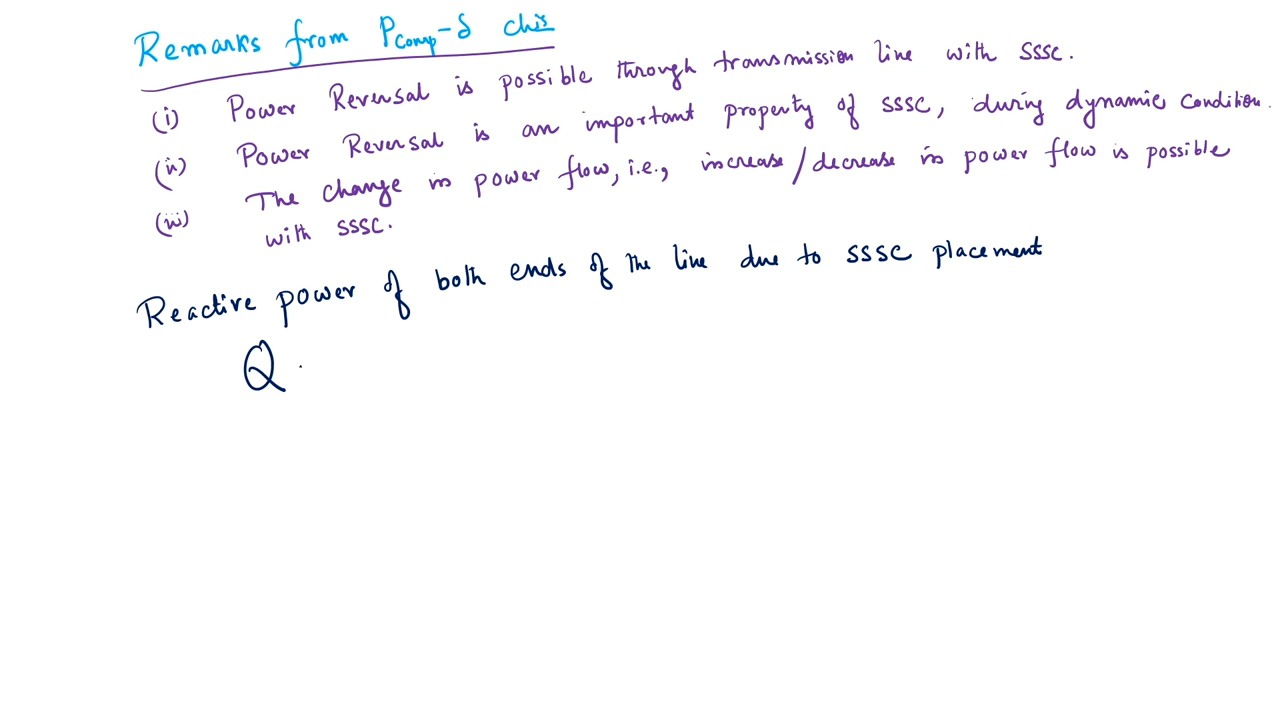 Remarks from PComp-δ chis
(i) Power Reversal is possible through transmission line with SSSC.
(ii) Power Reversal is an important property of SSSC, during dynamic condition.
(iii) The change in power flow, i.e., increase/decrease in power flow is possible
with SSSC.
Reactive power of both ends of the line due to SSSC placement
Q